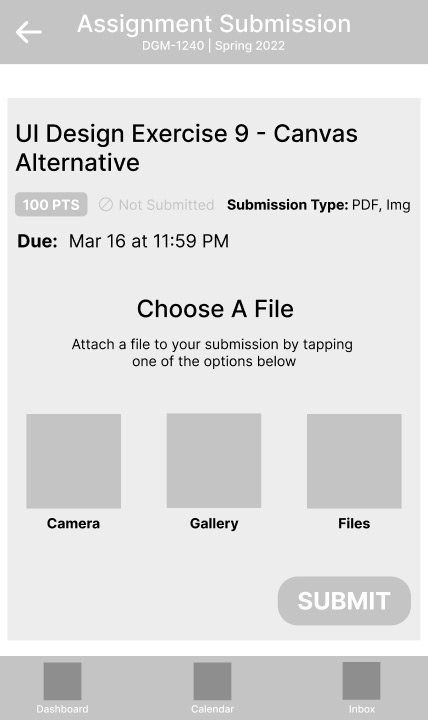 Assignment Submission
DGM-1240 | Spring 2022
UI Design Exercise 9 - Canvas
Alternative
100 PTS Not Submitted Submission Type: PDF, Img
Due: Mar 16 at 11:59 PM
Choose A File
Attach a file to your submission by tapping
one of the options below
Camera Gallery Files
SUBMIT
Dashboard Calendar Inbox